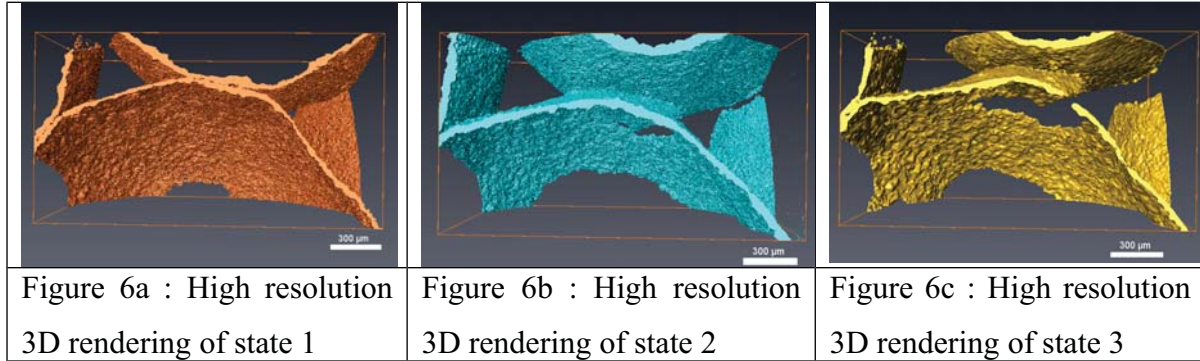 300 µm
300 µm
300 µm
Figure 6a : High resolution
3D rendering of state 1
Figure 6b : High resolution
3D rendering of state 2
Figure 6c : High resolution
3D rendering of state 3